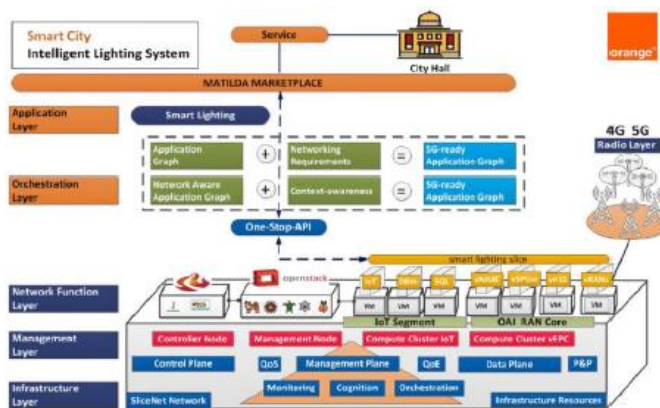 Smart City
Intelligent Lighting System
Service
City Hall
orange
MATILDA MARKETPLACE
Application
Layer
Smart Lighting
4G 5G
Radio Layer
Application
Graph
+
Networking
Requirements
=
5G-ready
Application Graph
Orchestration
Layer
Network Aware
Application Graph
+
Context-awareness
=
5G-ready
Application Graph
One-Stop-API
smart lighting slice
Network Function
Layer
openstack
IoT
SQL
VM
VM
VM
VM
VM
VM
VM
IoT Segment
OAI RAN Core
Management
Layer
Controller Node
Management Node
Compute Cluster IoT
Compute Cluster vEPC
Control Plane
QoS
Management Plane
QoE
Data Plane
P&P
Infrastructure
Layer
Monitoring
Cognition
Orchestration
SliceNet Network
Infrastructure Resources